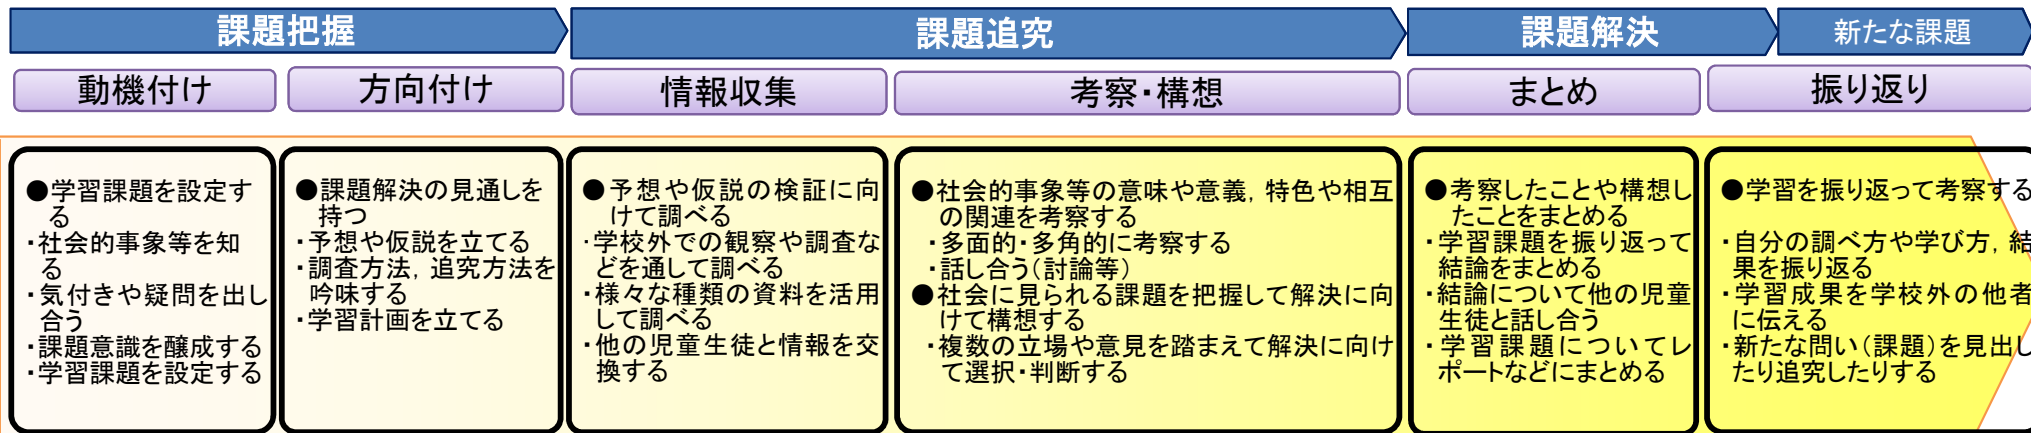 課題把握
課題追究
課題解決
新たな課題
動機付け
方向付け
情報収集
考察・構想
まとめ
振り返り
●学習課題を設定す
る
・社会的事象等を知
る
・気付きや疑問を出し
合う
・課題意識を醸成する
・学習課題を設定する
●課題解決の見通しを
持つ
・予想や仮説を立てる
・調査方法，追究方法を
吟味する
・学習計画を立てる
●予想や仮説の検証に向
けて調べる
・学校外での観察や調査な
どを通して調べる
・様々な種類の資料を活用
して調べる
・他の児童生徒と情報を交
換する
●社会的事象等の意味や意義，特色や相互
の関連を考察する
・多面的・多角的に考察する
・話し合う（討論等）
●社会に見られる課題を把握して解決に向
けて構想する
・複数の立場や意見を踏まえて解決に向け
て選択・判断する
●考察したことや構想し
たことをまとめる
・学習課題を振り返って
結論をまとめる
・結論について他の児童
生徒と話し合う
・学習課題についてレ
ポートなどにまとめる
●学習を振り返って考察する
・自分の調べ方や学び方，結
果を振り返る
・学習成果を学校外の他者
に伝える
・新たな問い（課題）を見出し
たり追究したりする